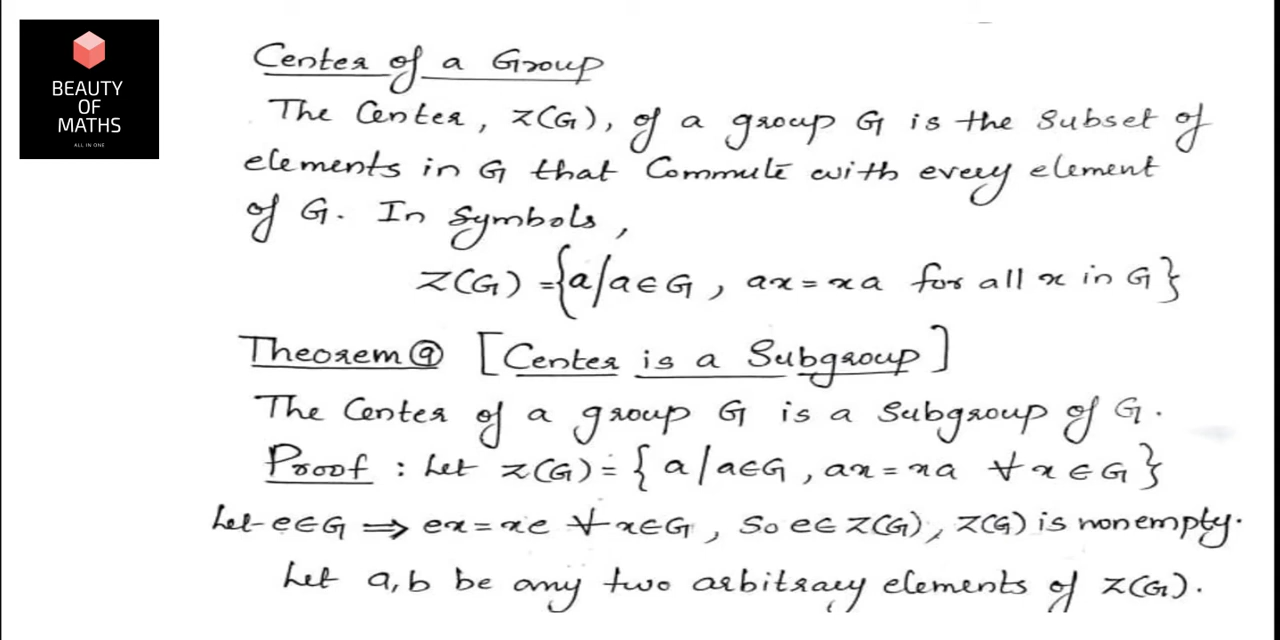 BEAUTY
OF
MATHS
ALL IN ONE
Center of a Group
The Center, Z(G), of a group G is the subset of
elements in G that Commute with every element
of G. In symbols,
Z(G) = {a/a∈G, ax = xa for all x in G}
Theorem ⑨ [Center is a Subgroup]
The Center of a group G is a subgroup of G.
Proof : Let Z(G) = {a/a∈G, ax = xa ∀ x∈G}
Let e∈G ⟹ ex = xe ∀ x∈G, So e∈Z(G), Z(G) is nonempty.
Let a,b be any two arbitrary elements of Z(G).